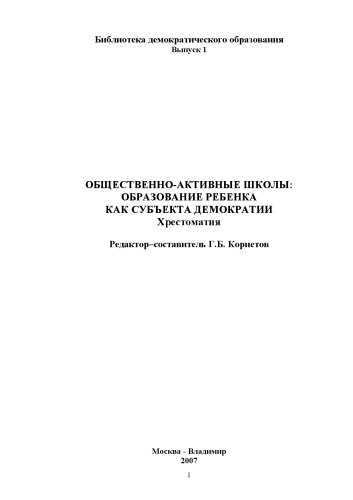 Библиотека демократического образования
Выпуск 1
ОБЩЕСТВЕННО-АКТИВНЫЕ ШКОЛЫ:
ОБРАЗОВАНИЕ РЕБЕНКА
КАК СУБЪЕКТА ДЕМОКРАТИИ
Хрестоматия
Редактор–составитель Г.Б. Корнетов
Москва - Владимир
2007
1